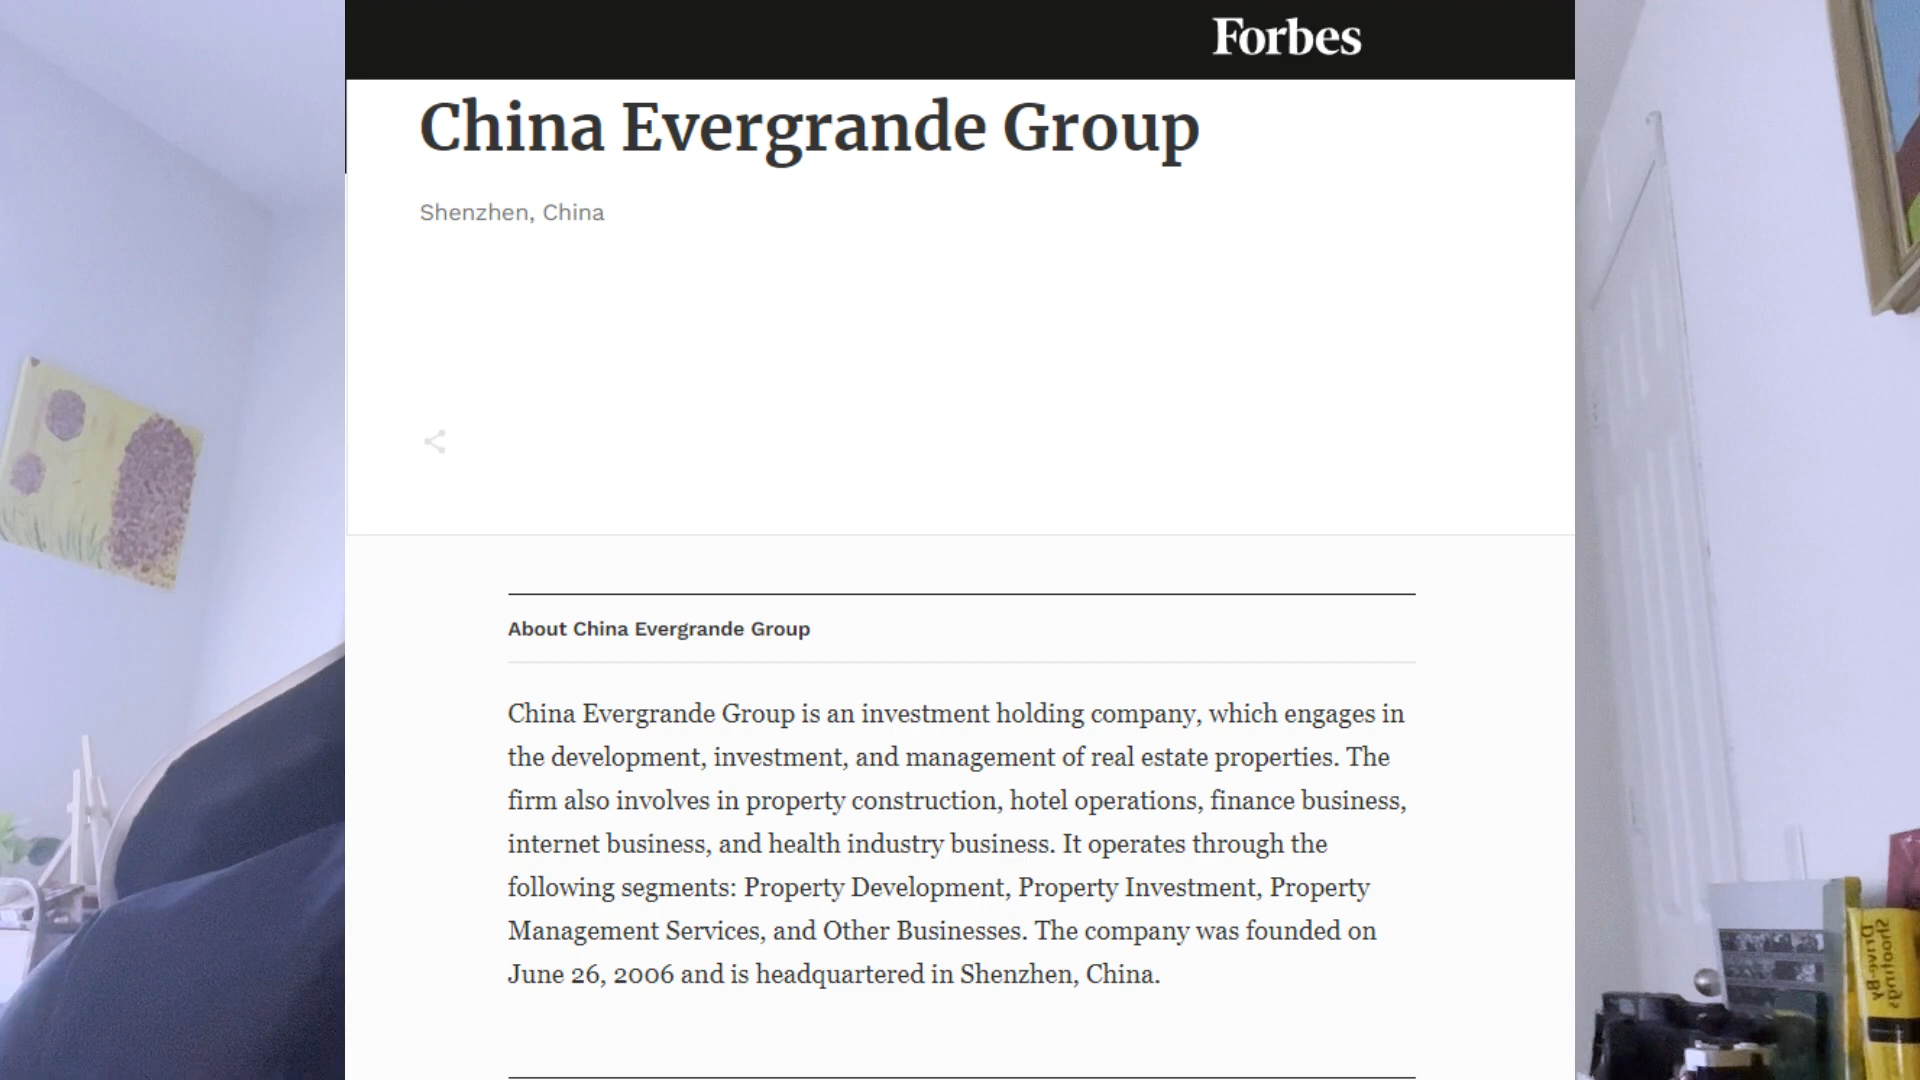 Forbes
China Evergrande Group
Shenzhen, China
About China Evergrande Group
China Evergrande Group is an investment holding company, which engages in
the development, investment, and management of real estate properties. The
firm also involves in property construction, hotel operations, finance business,
internet business, and health industry business. It operates through the
following segments: Property Development, Property Investment, Property
Management Services, and Other Businesses. The company was founded on
June 26, 2006 and is headquartered in Shenzhen, China.
Drive-By
Shootings